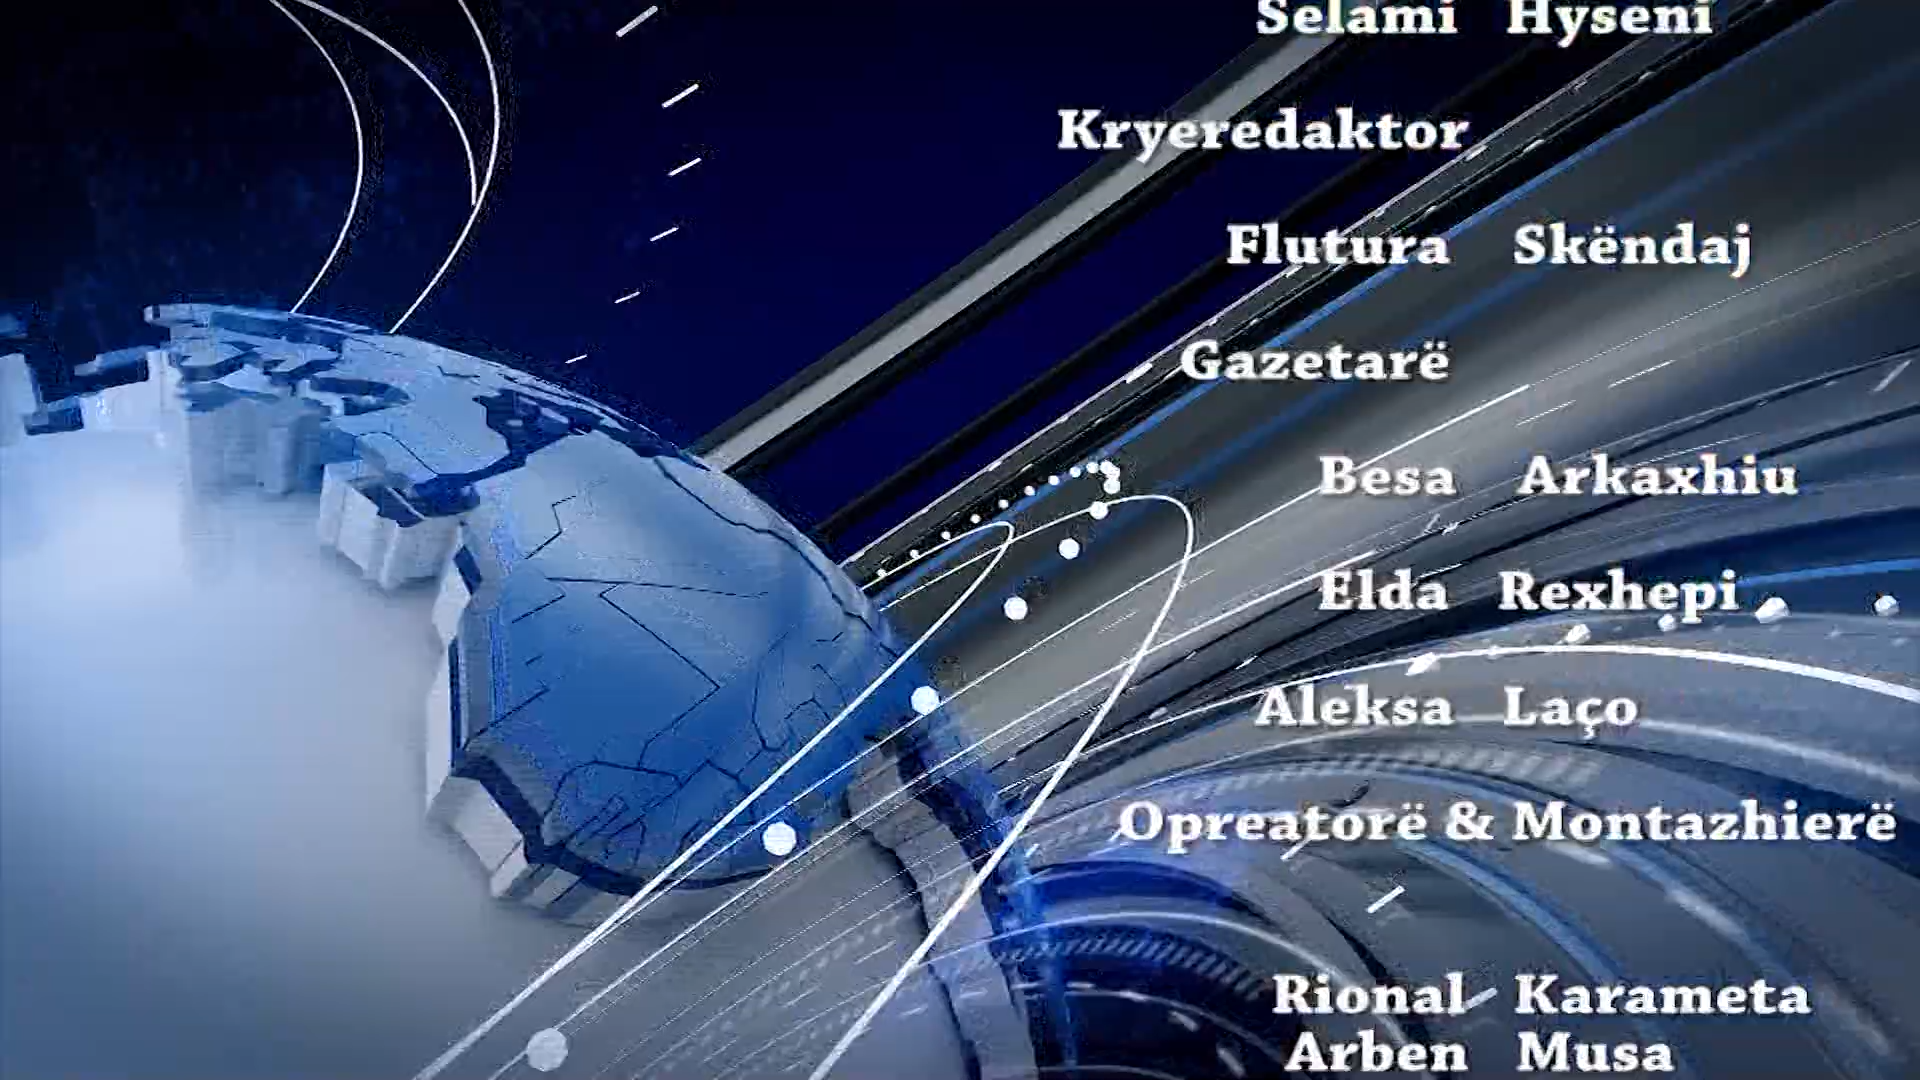 Selami Hyseni
Kryeredaktor
Flutura Skëndaj
Gazetarë
Besa Arkaxhiu
Elda Rexhepi
Aleksa Laço
Opreatorë & Montazhierë
Rional Karameta
Arben Musa